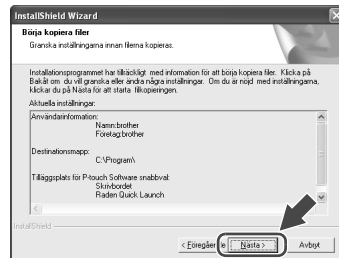 InstallShield Wizard
Börja kopiera filer
Granska inställningarna innan filerna kopieras.
Installationsprogrammet har tillräckligt med information för att börja kopiera filer. Klicka på
Bakåt om du vill granska eller ändra några inställningar. Om du är nöjd med inställningarna,
klickar du på Nästa för att starta filkopieringen.
Aktuella inställningar:
Användarinformation:
Namn:brother
Företag:brother
Destinationsmapp:
C:\Program\
Tilläggsplats för P-touch Software snabbval:
Skrivbordet
Raden Quick Launch
InstallShield
< Föregående Nästa > Avbryt